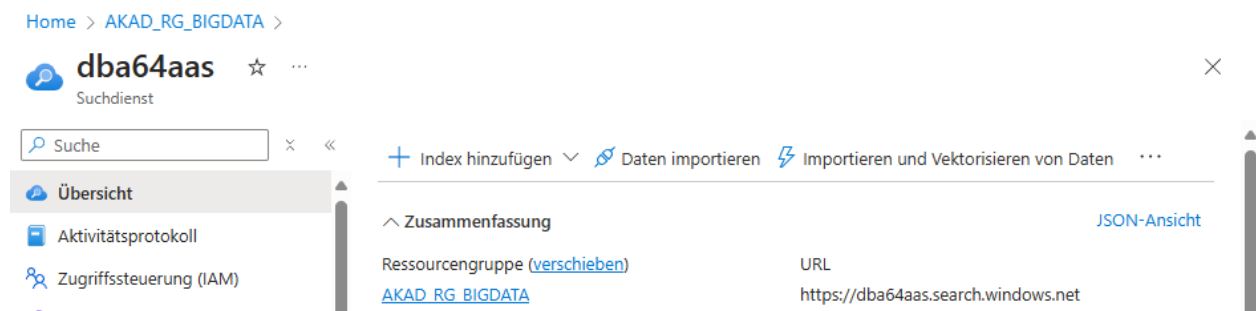 Home > AKAD_RG_BIGDATA >
dba64aas
Suchdienst
Suche
Index hinzufügen Daten importieren Importieren und Vektorisieren von Daten
Übersicht
Aktivitätsprotokoll
Zugriffssteuerung (IAM)
Zusammenfassung JSON-Ansicht
Ressourcengruppe (verschieben) URL
AKAD_RG_BIGDATA https://dba64aas.search.windows.net